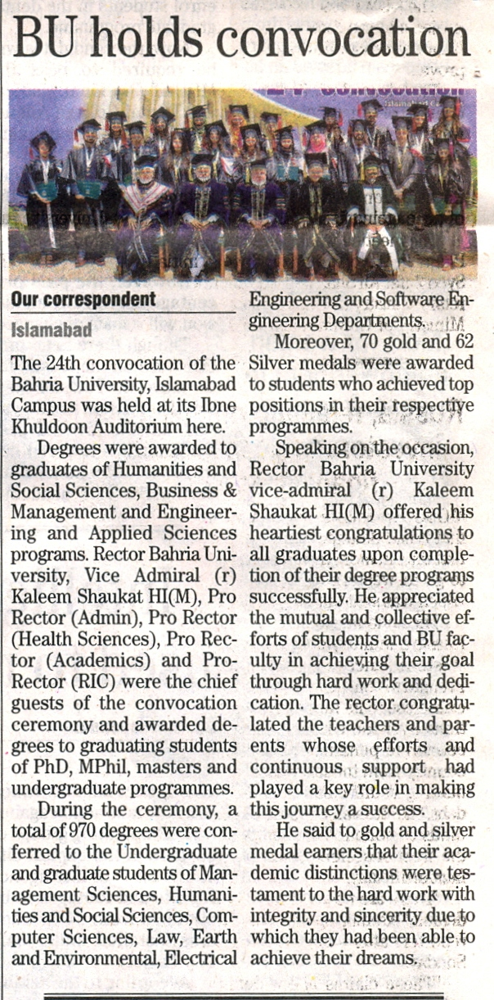 BU holds convocation
Convocation
Islamabad
Our correspondent
Islamabad
The 24th convocation of the
Bahria University, Islamabad
Campus was held at its Ibne
Khuldoon Auditorium here.
Degrees were awarded to
graduates of Humanities and
Social Sciences, Business &
Management and Engineer-
ing and Applied Sciences
programs. Rector Bahria Uni-
versity, Vice Admiral (r)
Kaleem Shaukat HI(M), Pro
Rector (Admin), Pro Rector
(Health Sciences), Pro Rec-
tor (Academics) and Pro-
Rector (RIC) were the chief
guests of the convocation
ceremony and awarded de-
grees to graduating students
of PhD, MPhil, masters and
undergraduate programmes.
During the ceremony, a
total of 970 degrees were con-
ferred to the Undergraduate
and graduate students of Man-
agement Sciences, Humani-
ties and Social Sciences, Com-
puter Sciences, Law, Earth
and Environmental, Electrical
Engineering and Software En-
gineering Departments.
Moreover, 70 gold and 62
Silver medals were awarded
to students who achieved top
positions in their respective
programmes.
Speaking on the occasion,
Rector Bahria University
vice-admiral (r) Kaleem
Shaukat HI(M) offered his
heartiest congratulations to
all graduates upon comple-
tion of their degree programs
successfully. He appreciated
the mutual and collective ef-
forts of students and BU fac-
ulty in achieving their goal
through hard work and dedi-
cation. The rector congratu-
lated the teachers and par-
ents whose efforts and
continuous support had
played a key role in making
this journey a success.
He said to gold and silver
medal earners that their aca-
demic distinctions were tes-
tament to the hard work with
integrity and sincerity due to
which they had been able to
achieve their dreams.